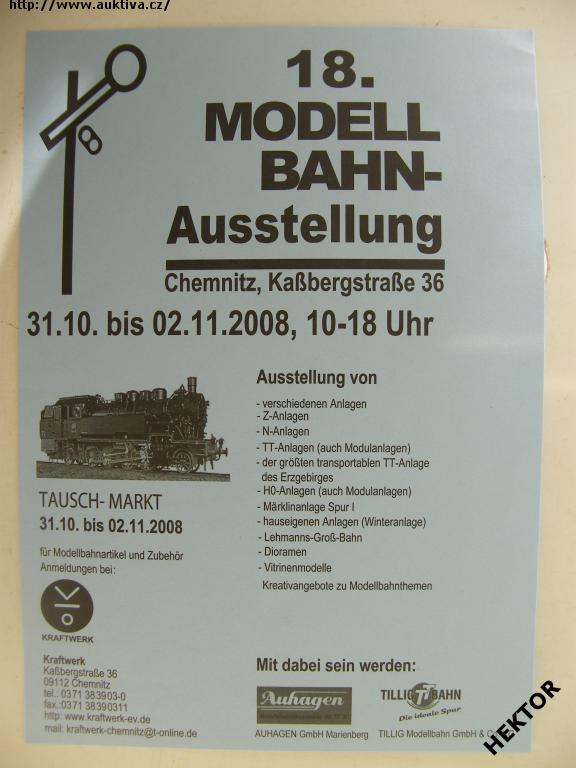 http://www.auktiva.cz/
18.
MODELL
BAHN-
Ausstellung
Chemnitz, Kaßbergstraße 36
31.10. bis 02.11.2008, 10-18 Uhr
Ausstellung von
- verschiedenen Anlagen
- Z-Anlagen
- N-Anlagen
- TT-Anlagen (auch Modulanlagen)
- der größten transportablen TT-Anlage
des Erzgebirges
- H0-Anlagen (auch Modulanlagen)
- Märklinanlage Spur I
- hauseigenen Anlagen (Winteranlage)
- Lehmanns-Groß-Bahn
- Dioramen
- Vitrinenmodelle
Kreativangebote zu Modellbahnthemen
TAUSCH- MARKT
31.10. bis 02.11.2008
für Modellbahnartikel und Zubehör
Anmeldungen bei:
KRAFTWERK
Kraftwerk
Kaßbergstraße 36
09112 Chemnitz
tel.: 0371 383903-0
fax.:0371 38390311
http: www.kraftwerk-ev.de
mail: kraftwerk-chemnitz@t-online.de
Mit dabei sein werden:
Auhagen
AUHAGEN GmbH Marienberg
TILLIG TT BAHN
Die ideale Spur
TILLIG Modellbahn GmbH & C
HEKTOR